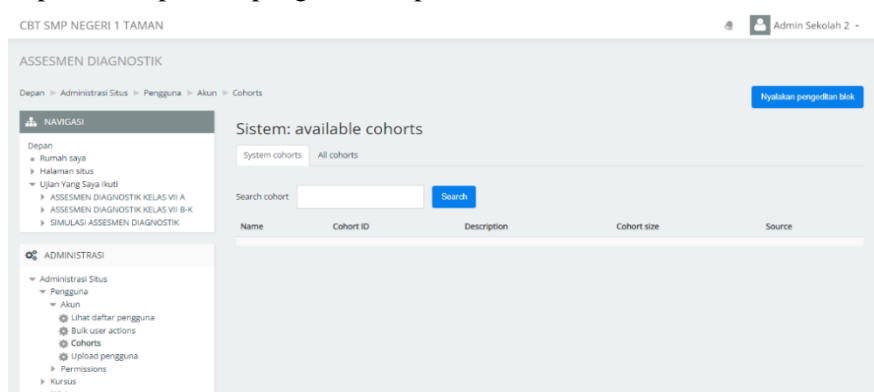 CBT SMP NEGERI 1 TAMAN
Admin Sekolah 2
ASSESMEN DIAGNOSTIK
Depan Administrasi Situs Pengguna Akun Cohorts
Nyalakan pengeditan blok
NAVIGASI
Depan
Rumah saya
Halaman situs
Ujian Yang Saya Ikuti
ASSESMEN DIAGNOSTIK KELAS VII A
ASSESMEN DIAGNOSTIK KELAS VII B-K
SIMULASI ASSESMEN DIAGNOSTIK
ADMINISTRASI
Administrasi Situs
Pengguna
Akun
Lihat daftar pengguna
Bulk user actions
Cohorts
Upload pengguna
Permissions
Kursus
Sistem: available cohorts
System cohorts All cohorts
Search cohort Search
Name Cohort ID Description Cohort size Source